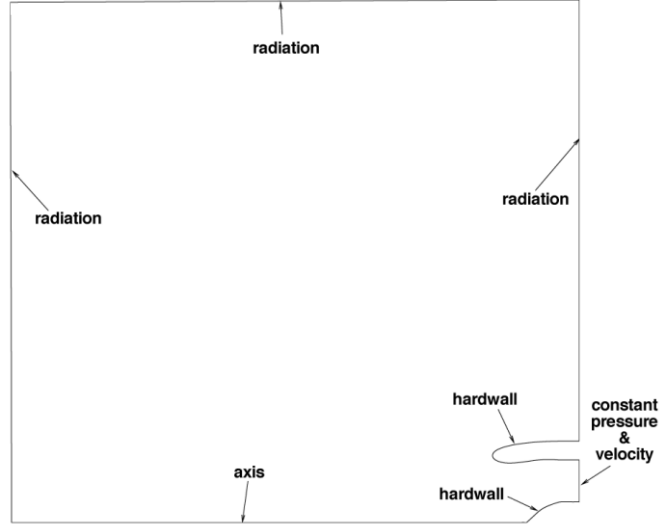 radiation
radiation
radiation
hardwall
constant
pressure
&
velocity
axis
hardwall